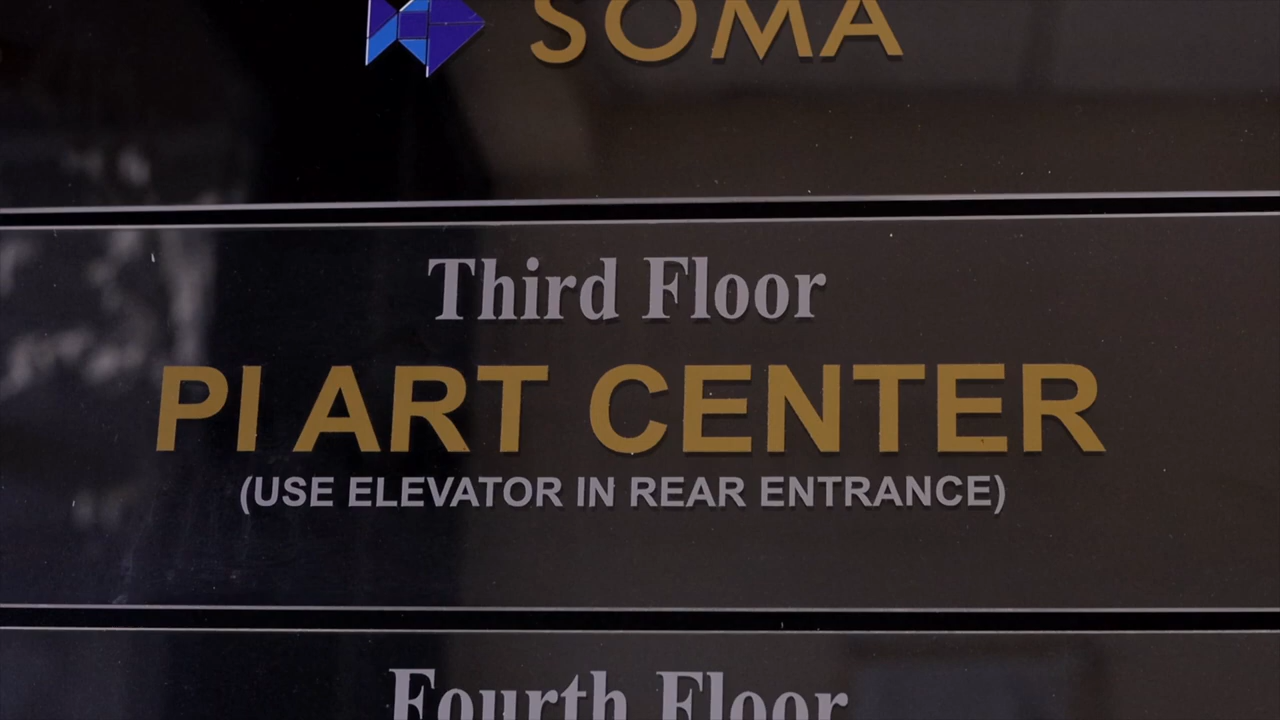 SOMA
Third Floor
PI ART CENTER
(USE ELEVATOR IN REAR ENTRANCE)
Fourth Floor